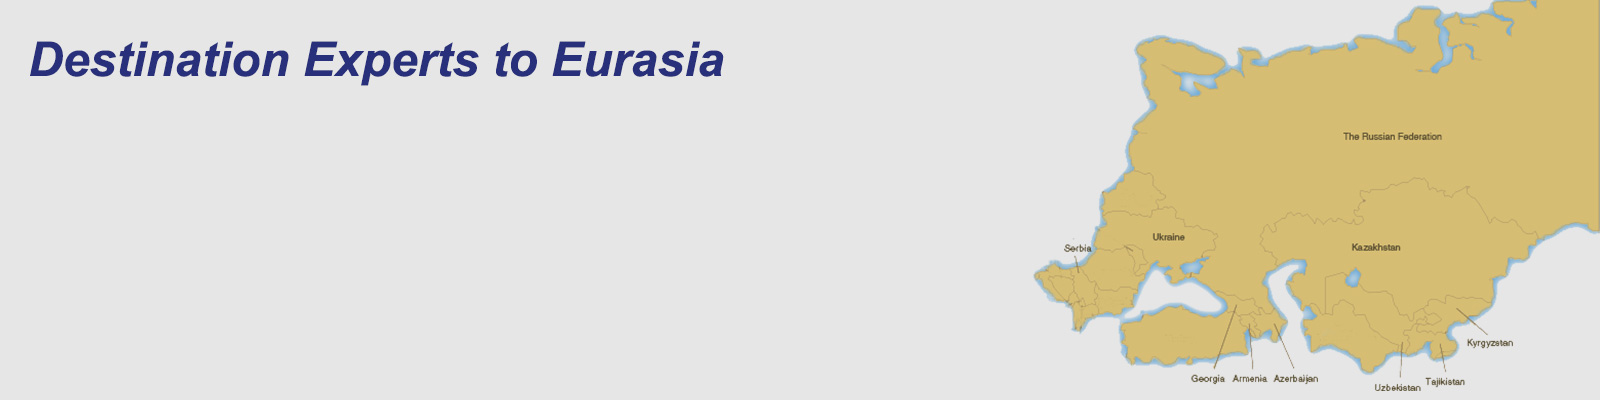 Destination Experts to Eurasia
The Russian Federation
Ukraine
Serbia
Kazakhstan
Kyrgyzstan
Georgia
Armenia
Azerbaijan
Uzbekistan
Tajikistan